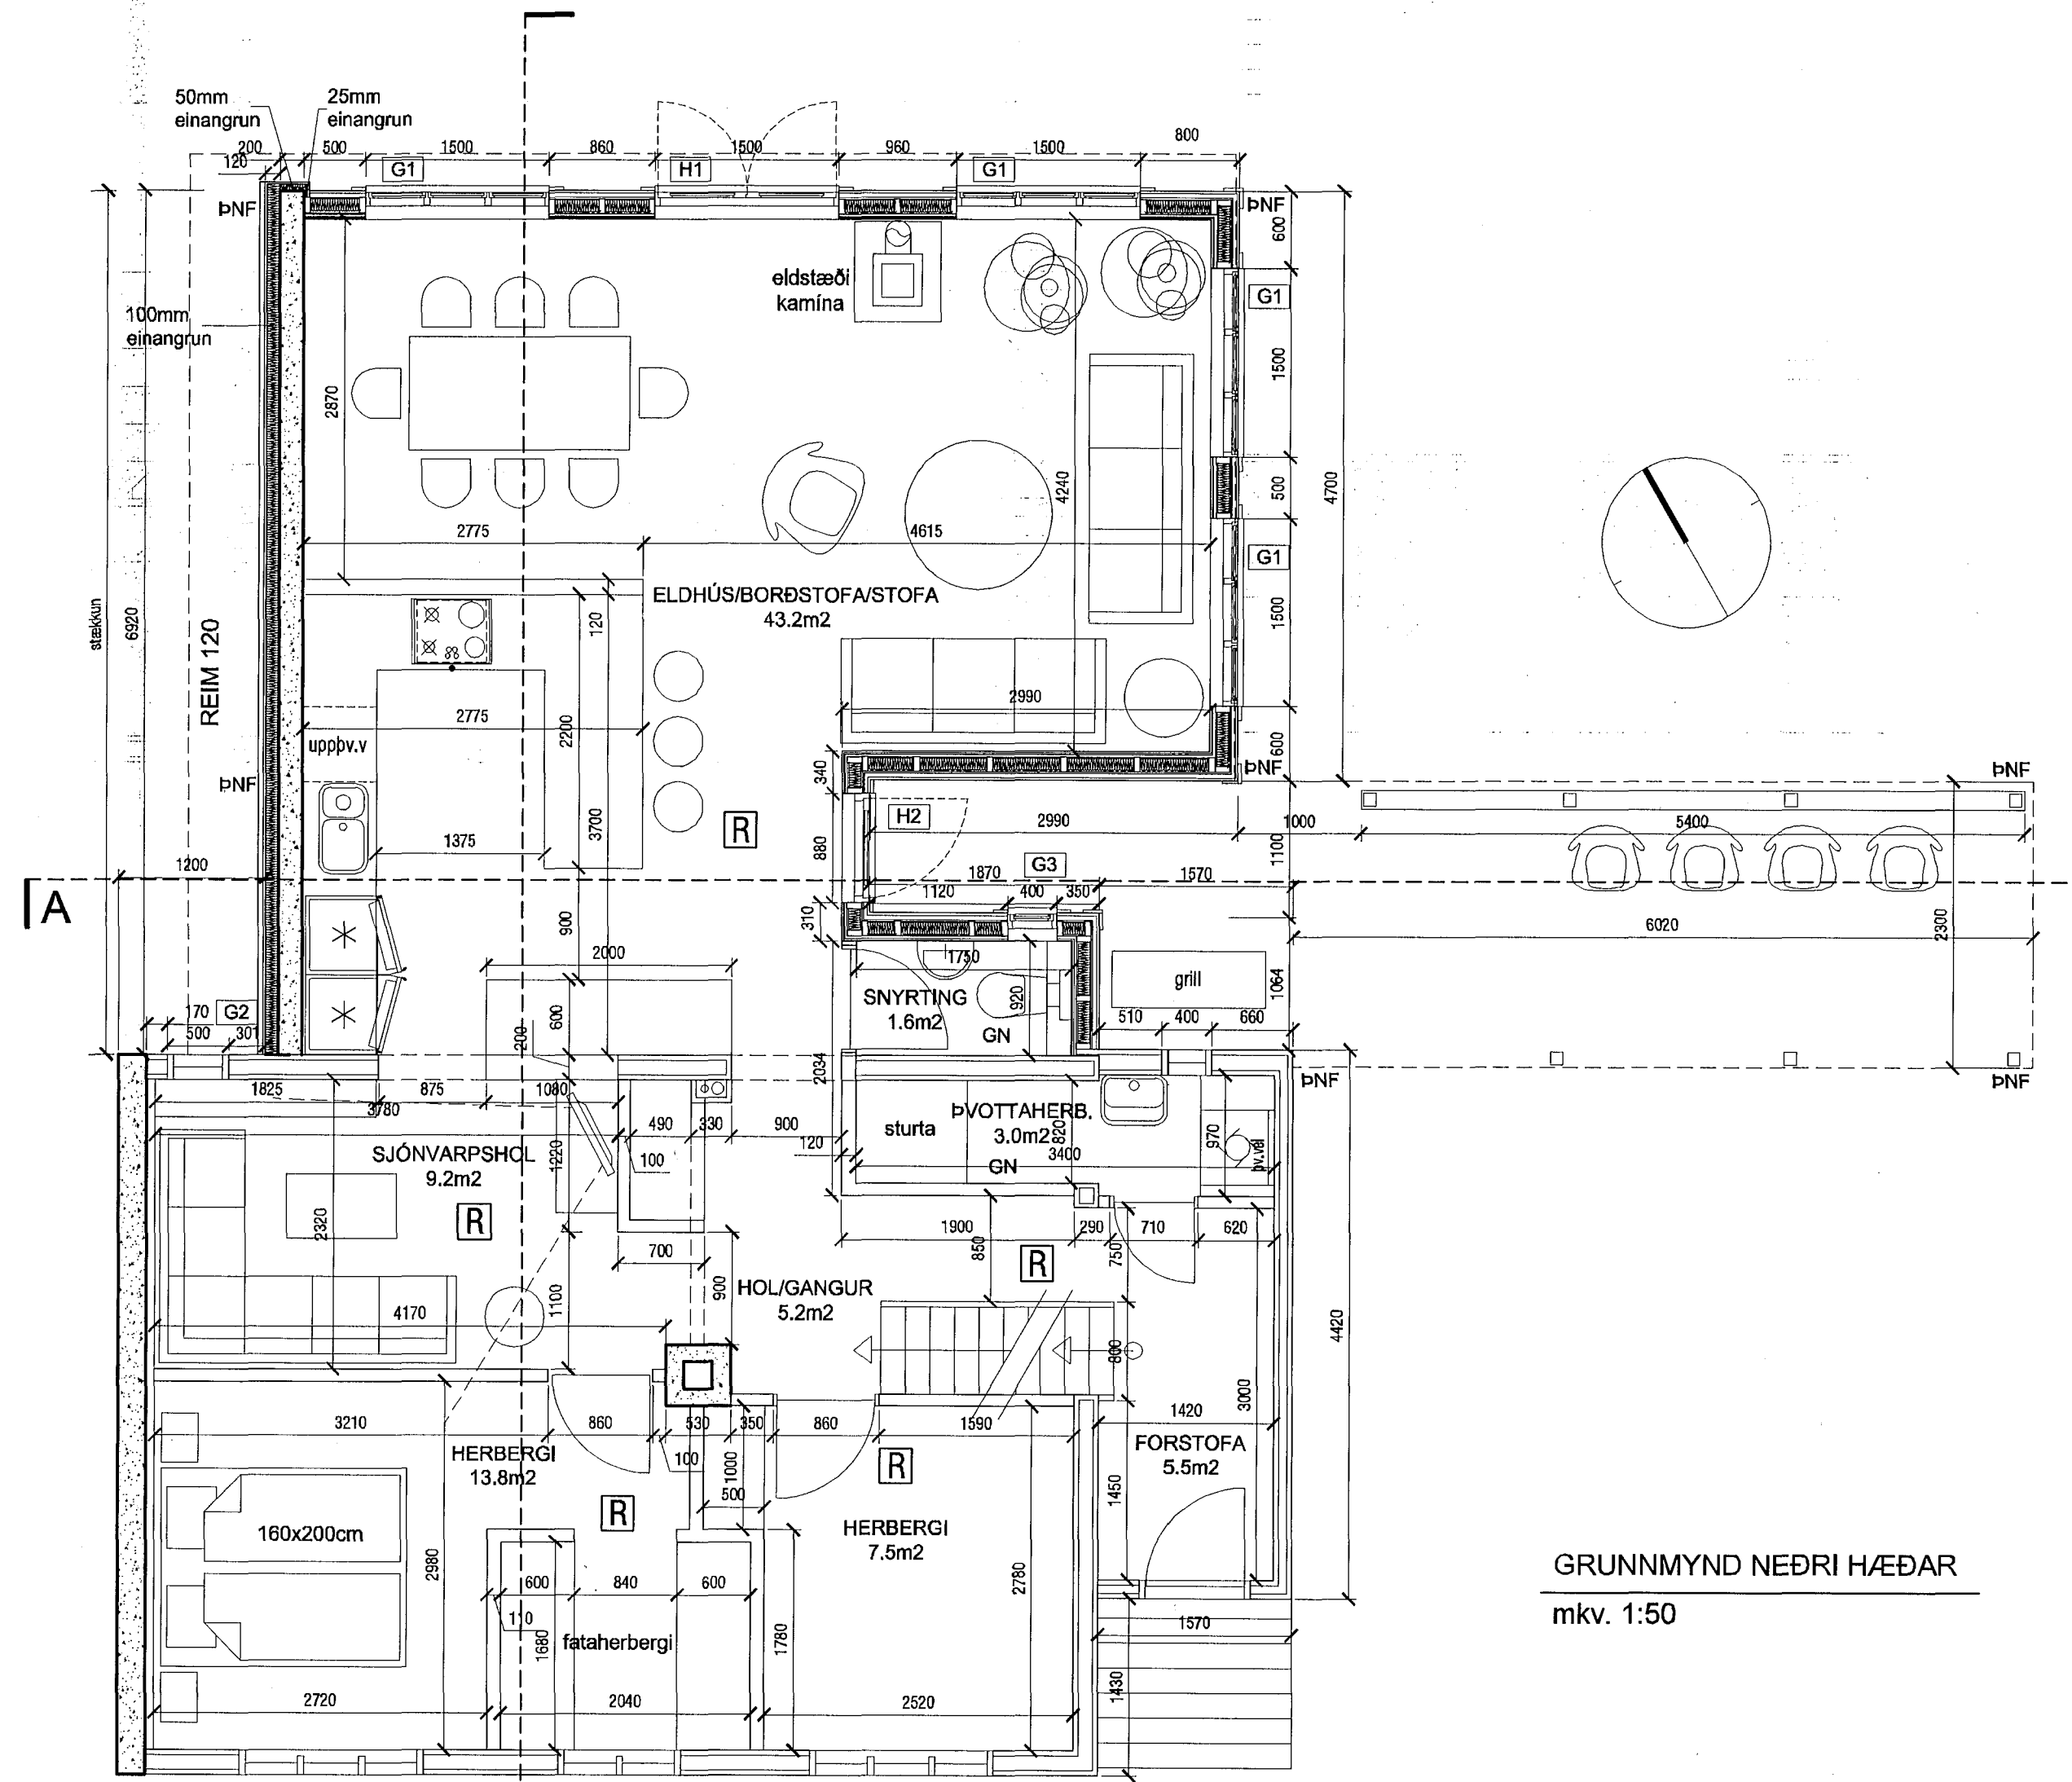 50mm
einangrun
25mm
einangrun
200
500
1500
860
1500
960
1500
800
120
G1
H1
G1
ÞNF
ÞNF
600
eldstæði
kamína
G1
100mm
einangrun
1500
2870
4240
500
4700
2775
4615
G1
ELDHÚS/BORÐSTOFA/STOFA
43.2m2
120
1500
stækkun
6920
REIM 120
2775
2200
2990
uppþv.v
600
ÞNF
340
ÞNF
ÞNF
3700
R
H2
2990
1000
5400
1375
880
1100
G3
1200
1870
1570
1120
400
350
A
310
900
6020
2300
2000
1750
SNYRTING
1.6m2
920
GN
grill
1064
170
G2
500
301
600
200
510
400
660
2034
ÞNF
ÞNF
1825
875
1080
3780
490
330
900
sturta
ÞVOTTAHERB.
3.0m2
820
970
þv.vél
120
3400
GN
SJÓNVARPSHOL
9.2m2
1220
100
R
2320
1900
290
710
620
850
750
700
R
HOL/GANGUR
5.2m2
900
4170
1100
4420
800
3000
3210
860
530
350
860
1590
1420
HERBERGI
13.8m2
100
1000
R
FORSTOFA
5.5m2
500
1450
R
160x200cm
HERBERGI
7.5m2
2980
2780
600
840
600
110
1680
fataherbergi
1780
1570
2720
2040
2520
1430
GRUNNMYND NEÐRI HÆÐAR
mkv. 1:50